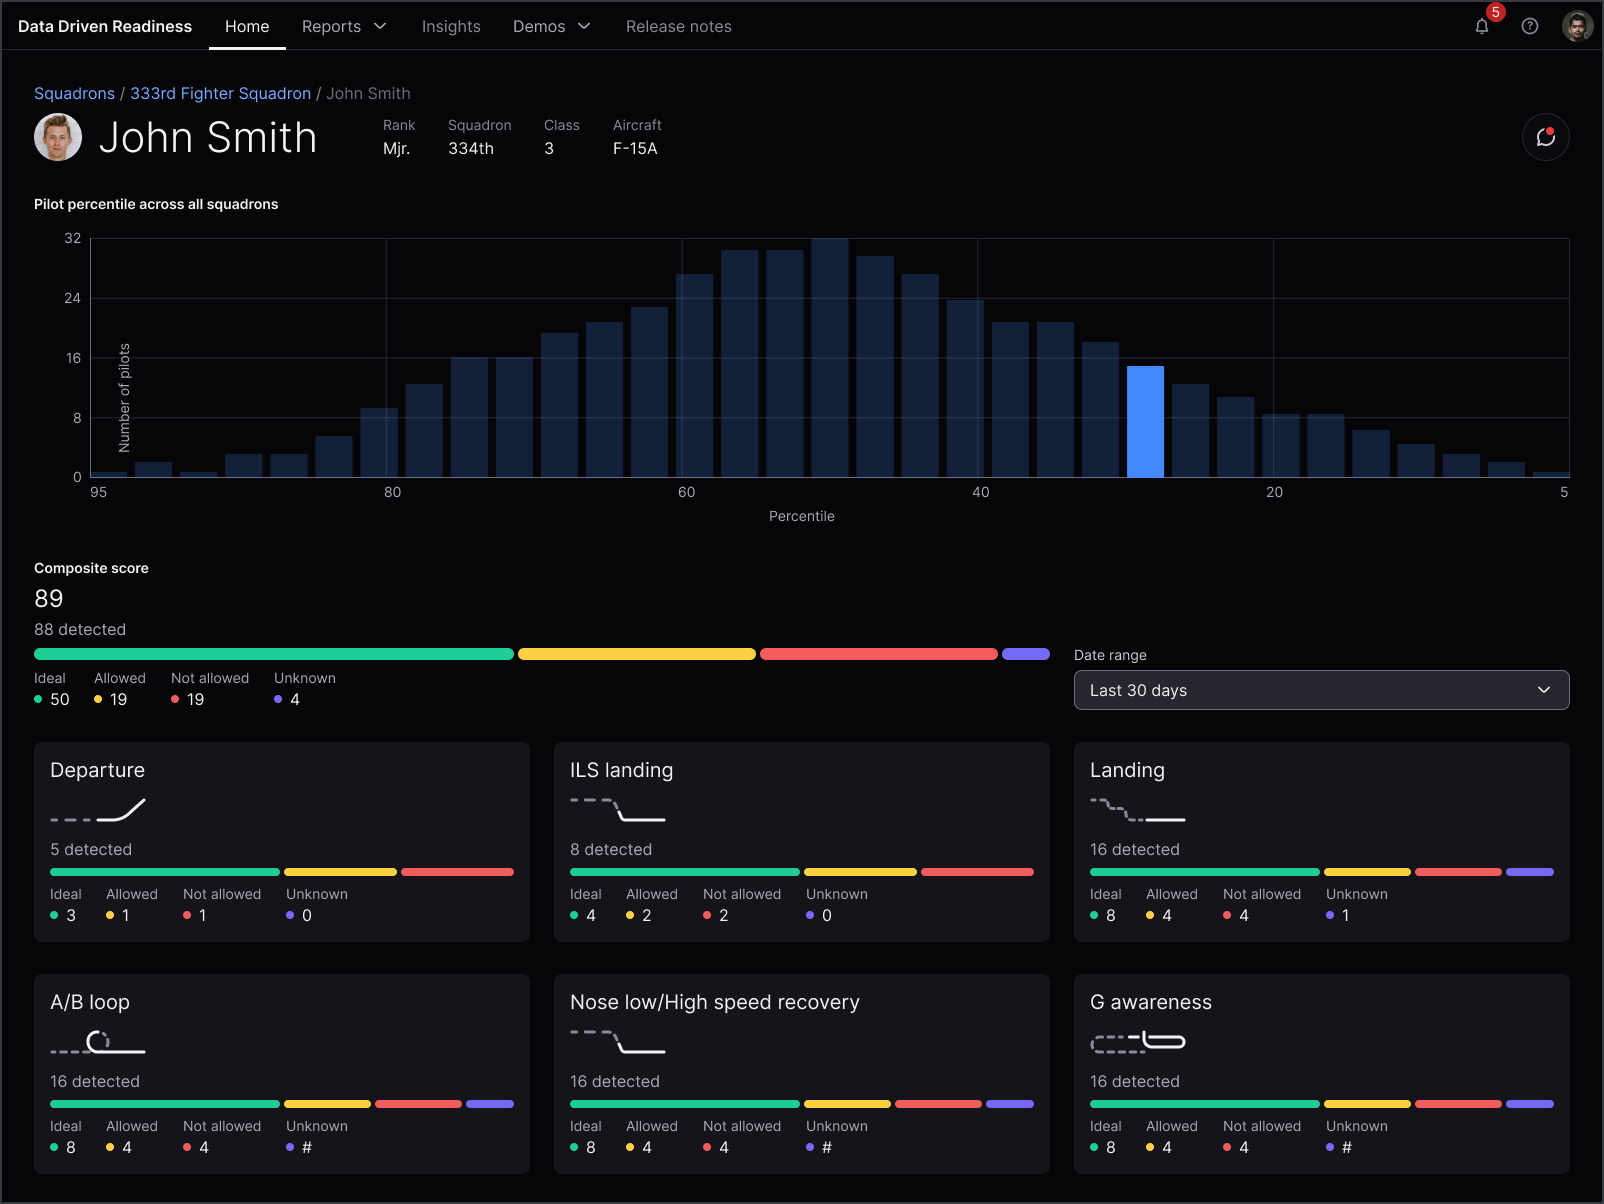 Data Driven Readiness Home Reports Insights Demos Release notes 5
Squadrons / 333rd Fighter Squadron / John Smith
John Smith
Rank Squadron Class Aircraft
Mjr. 334th 3 F-15A
Pilot percentile across all squadrons
32
24
16
8
0
Number of pilots
95 80 60 40 20 5
Percentile
Composite score
89
88 detected
Ideal Allowed Not allowed Unknown
50 19 19 4
Date range
Last 30 days
Departure
5 detected
Ideal Allowed Not allowed Unknown
3 1 1 0
ILS landing
8 detected
Ideal Allowed Not allowed Unknown
4 2 2 0
Landing
16 detected
Ideal Allowed Not allowed Unknown
8 4 4 1
A/B loop
16 detected
Ideal Allowed Not allowed Unknown
8 4 4 #
Nose low/High speed recovery
16 detected
Ideal Allowed Not allowed Unknown
8 4 4 #
G awareness
16 detected
Ideal Allowed Not allowed Unknown
8 4 4 #